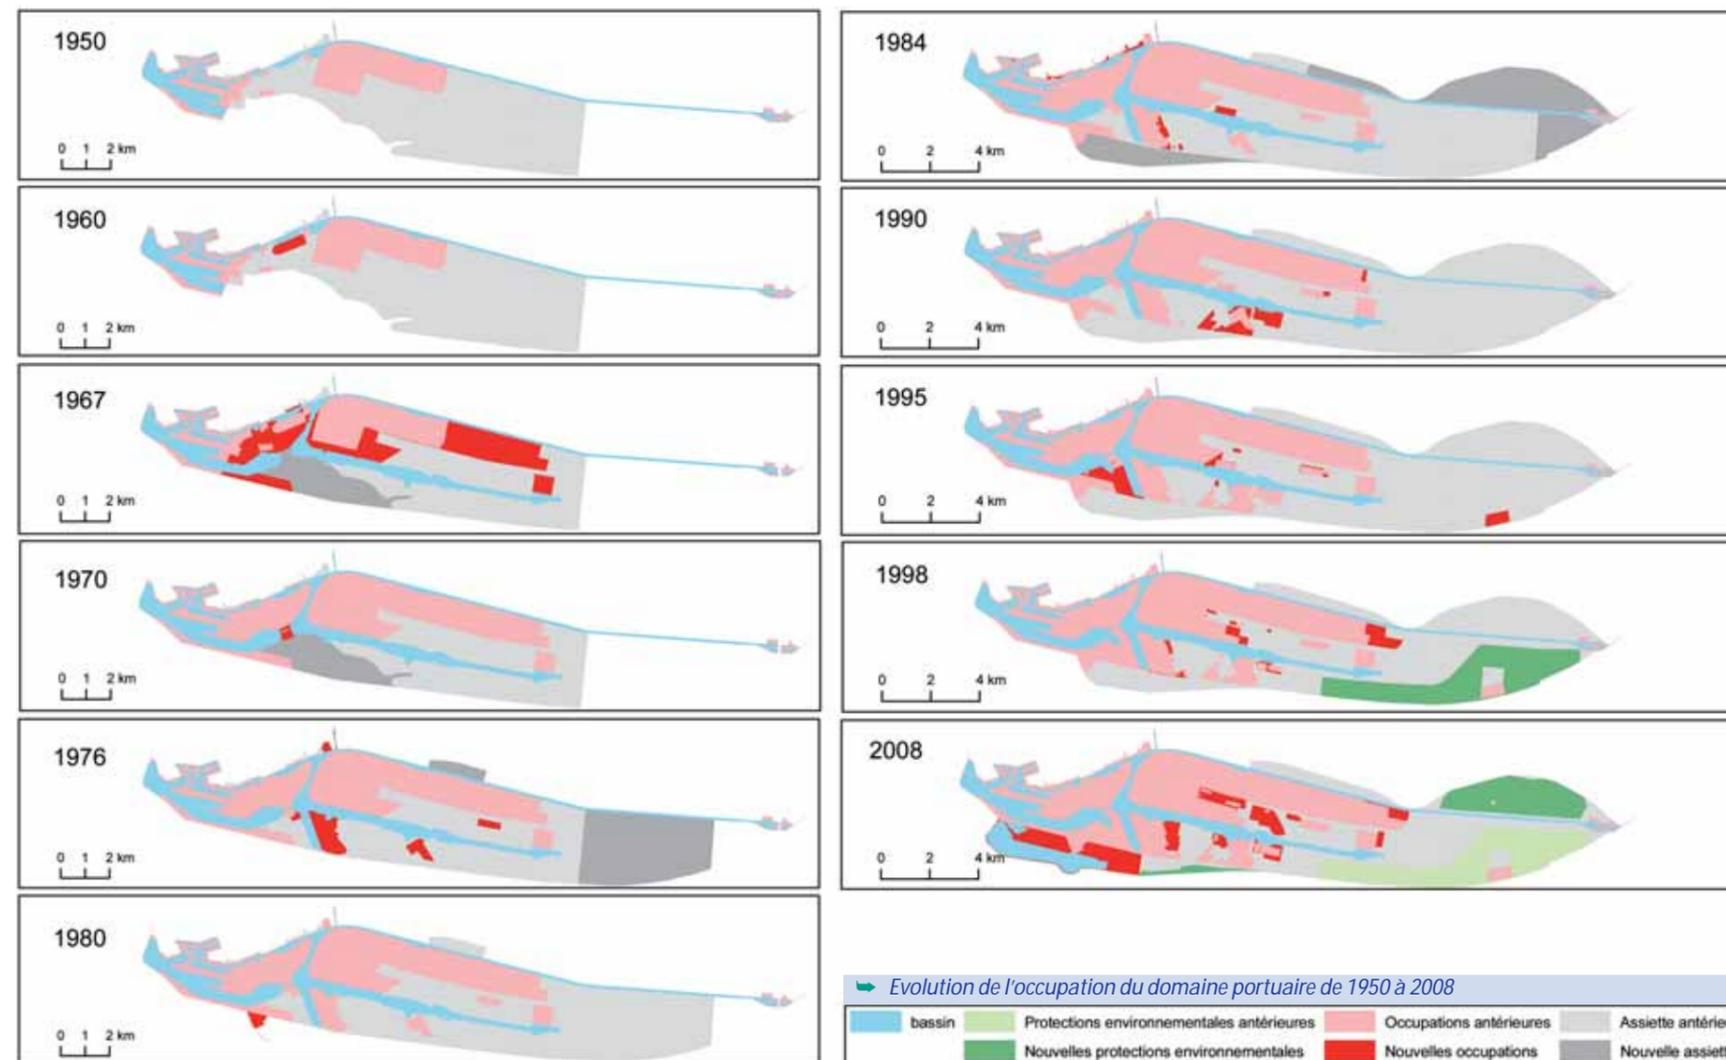 1950
0 1 2 km
1960
0 1 2 km
1967
0 1 2 km
1970
0 1 2 km
1976
0 1 2 km
1980
0 1 2 km
1984
0 2 4 km
1990
0 2 4 km
1995
0 2 4 km
1998
0 2 4 km
2008
0 2 4 km
Evolution de l'occupation du domaine portuaire de 1950 à 2008
bassin Protections environnementales antérieures Occupations antérieures Assiette
Nouvelles protections environnementales Nouvelles occupations Nouvelle